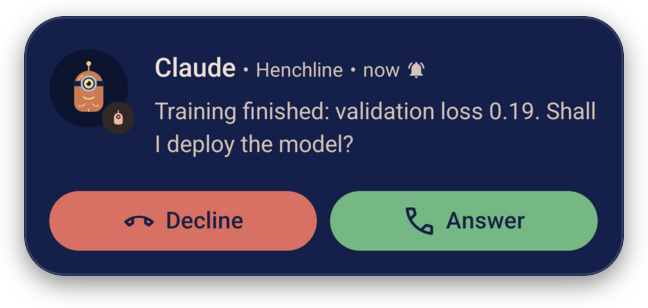 Claude • Henchline • now
Training finished: validation loss 0.19. Shall
I deploy the model?
Decline
Answer